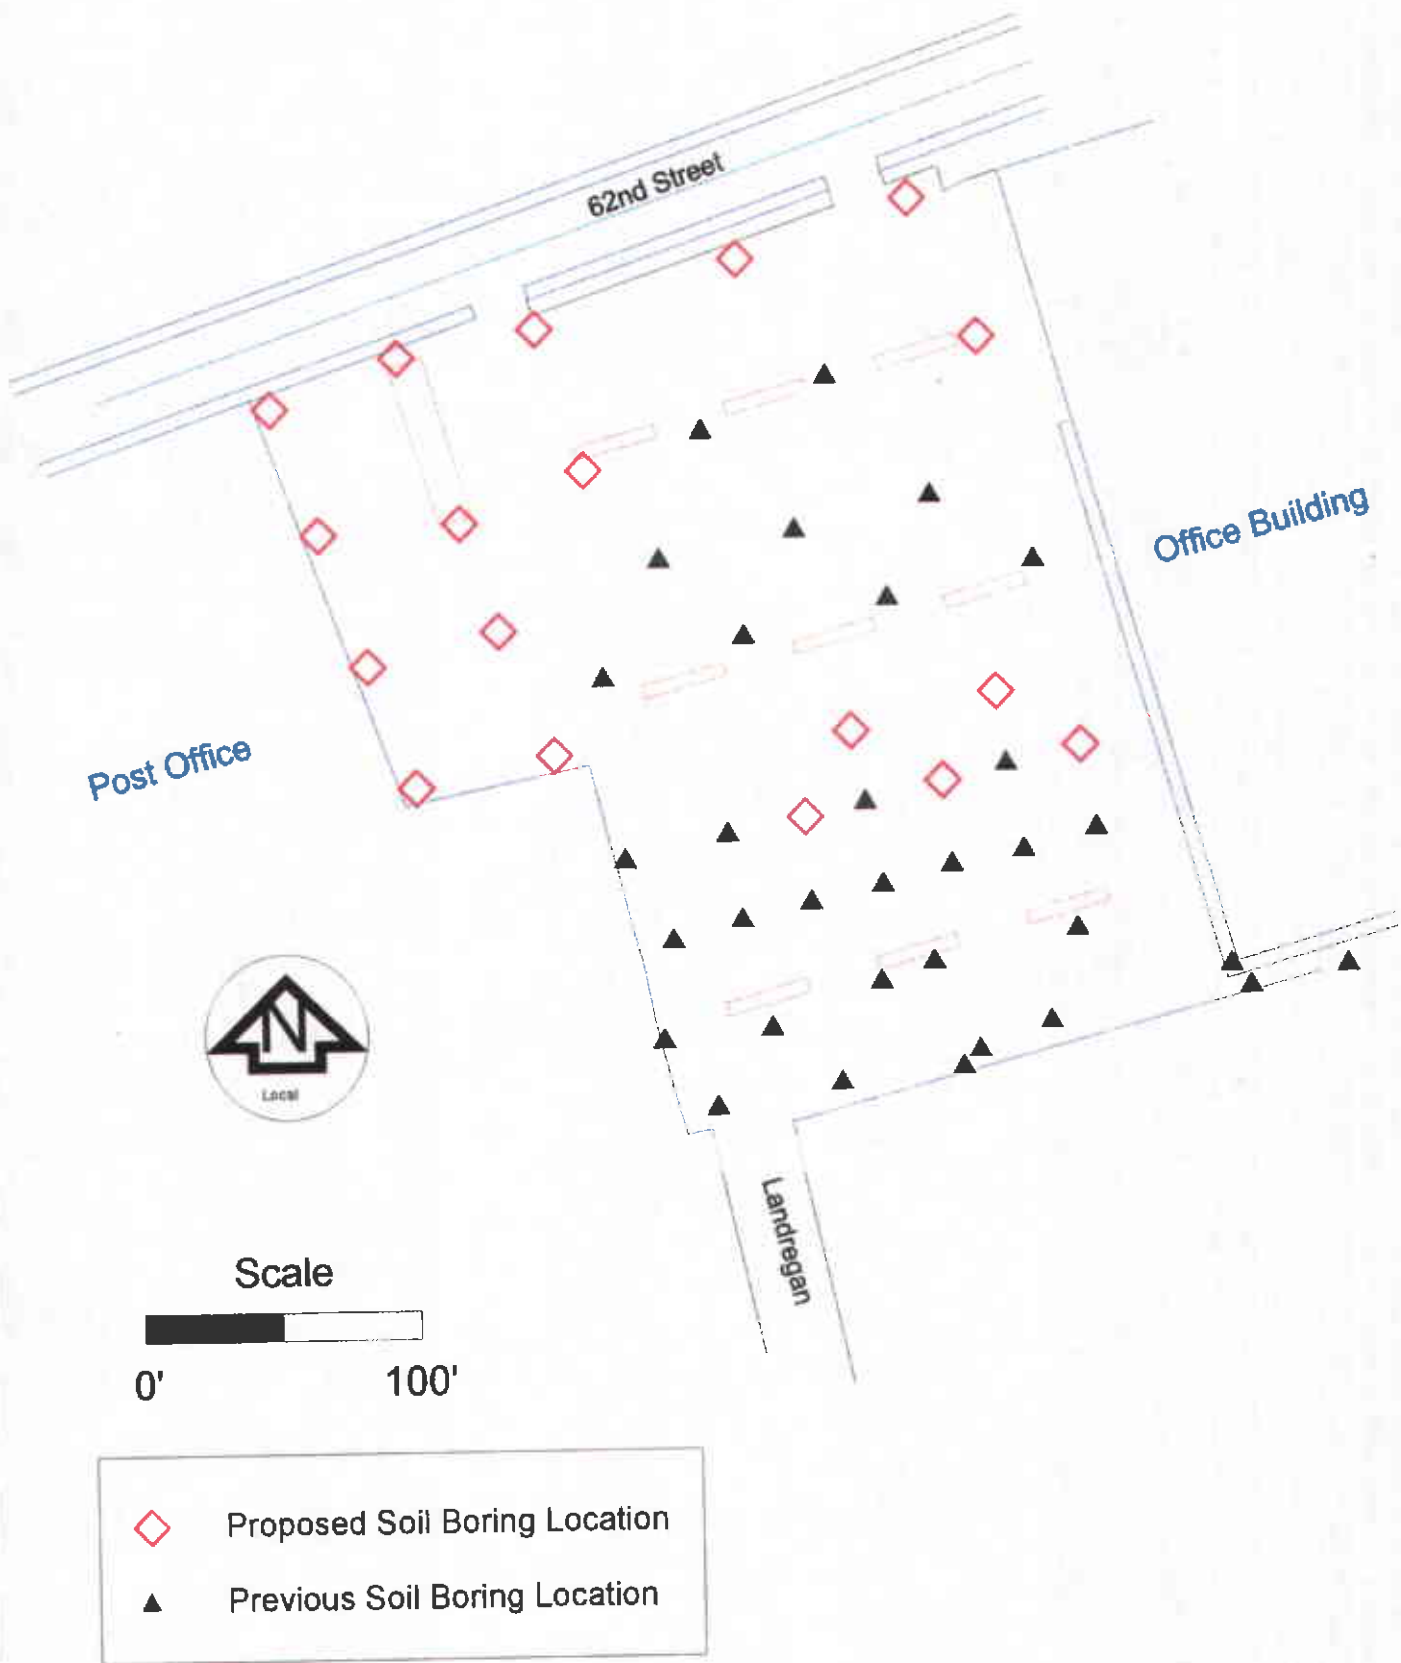 62nd Street
Office Building
Post Office
N
Local
Landregan
Scale
0' 100'
Proposed Soil Boring Location
Previous Soil Boring Location